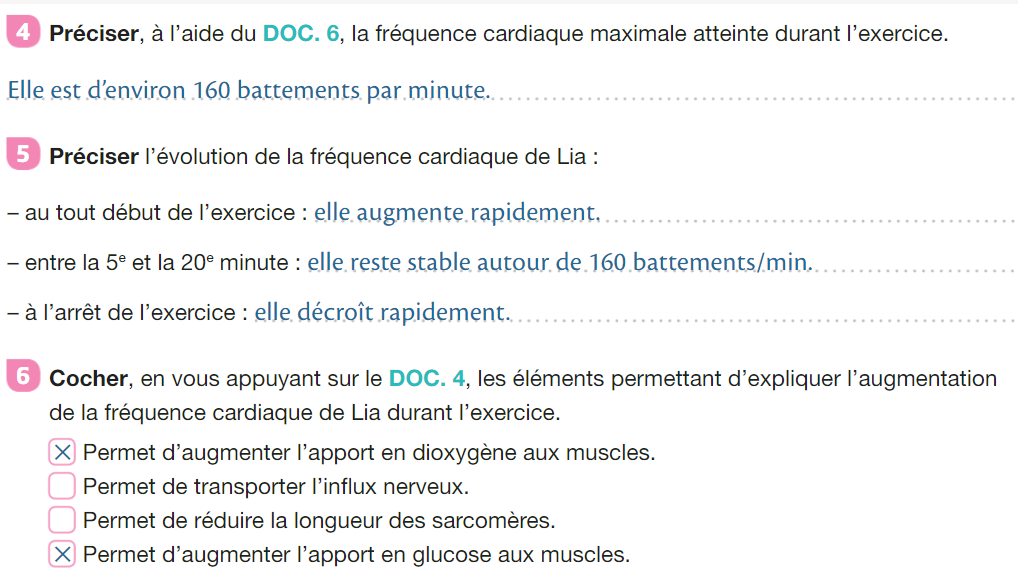 4 Préciser, à l'aide du DOC. 6, la fréquence cardiaque maximale atteinte durant l'exercice.
Elle est d'environ 160 battements par minute.
5 Préciser l'évolution de la fréquence cardiaque de Lia :
– au tout début de l'exercice : elle augmente rapidement.
– entre la 5e et la 20e minute : elle reste stable autour de 160 battements/min.
– à l'arrêt de l'exercice : elle décroît rapidement.
6 Cocher, en vous appuyant sur le DOC. 4, les éléments permettant d'expliquer l'augmentation
de la fréquence cardiaque de Lia durant l'exercice.
Permet d'augmenter l'apport en dioxygène aux muscles.
Permet de transporter l'influx nerveux.
Permet de réduire la longueur des sarcomères.
Permet d'augmenter l'apport en glucose aux muscles.